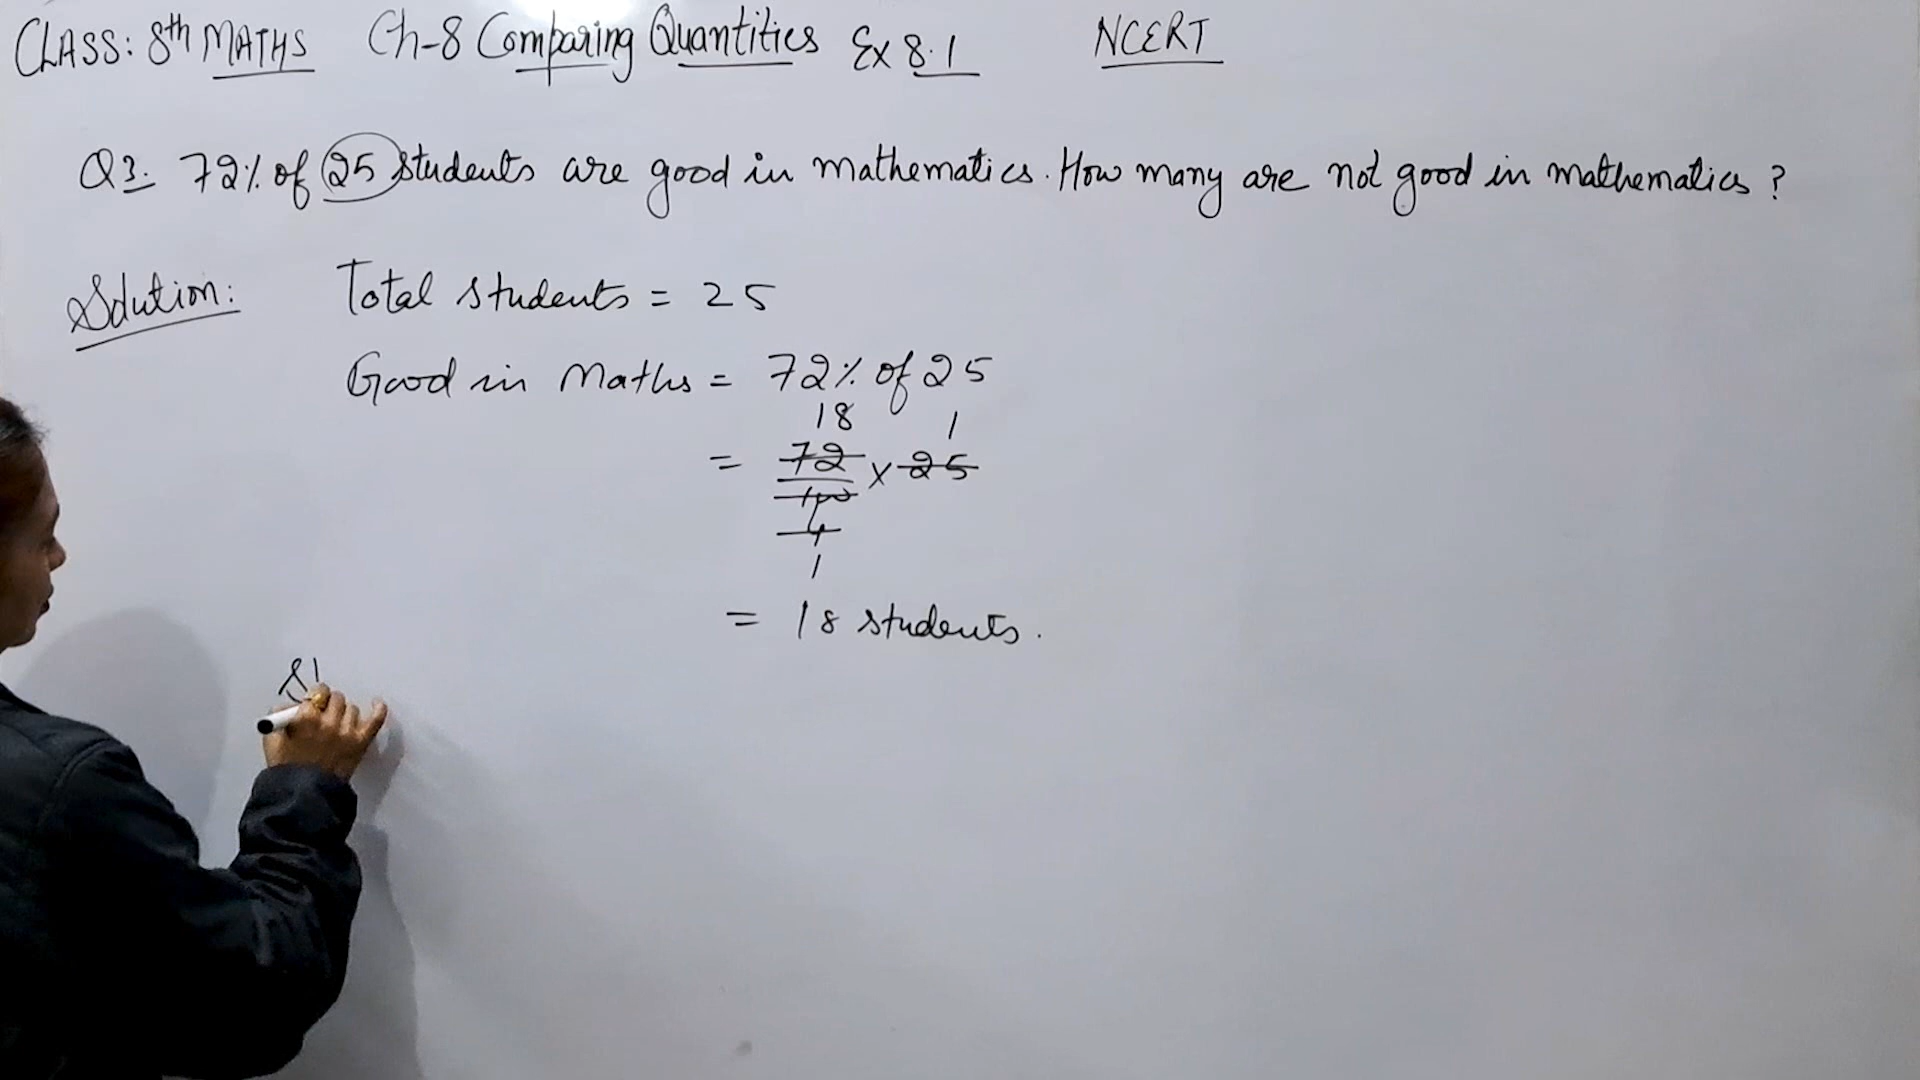 CLASS: 8th MATHS Ch-8 Comparing Quantities Ex 8.1 NCERT
Q3. 72% of 25 students are good in mathematics. How many are not good in mathematics?
Solution: Total students = 25
Good in Maths = 72% of 25
18 1
= 72/100 × 25
4
1
= 18 students.